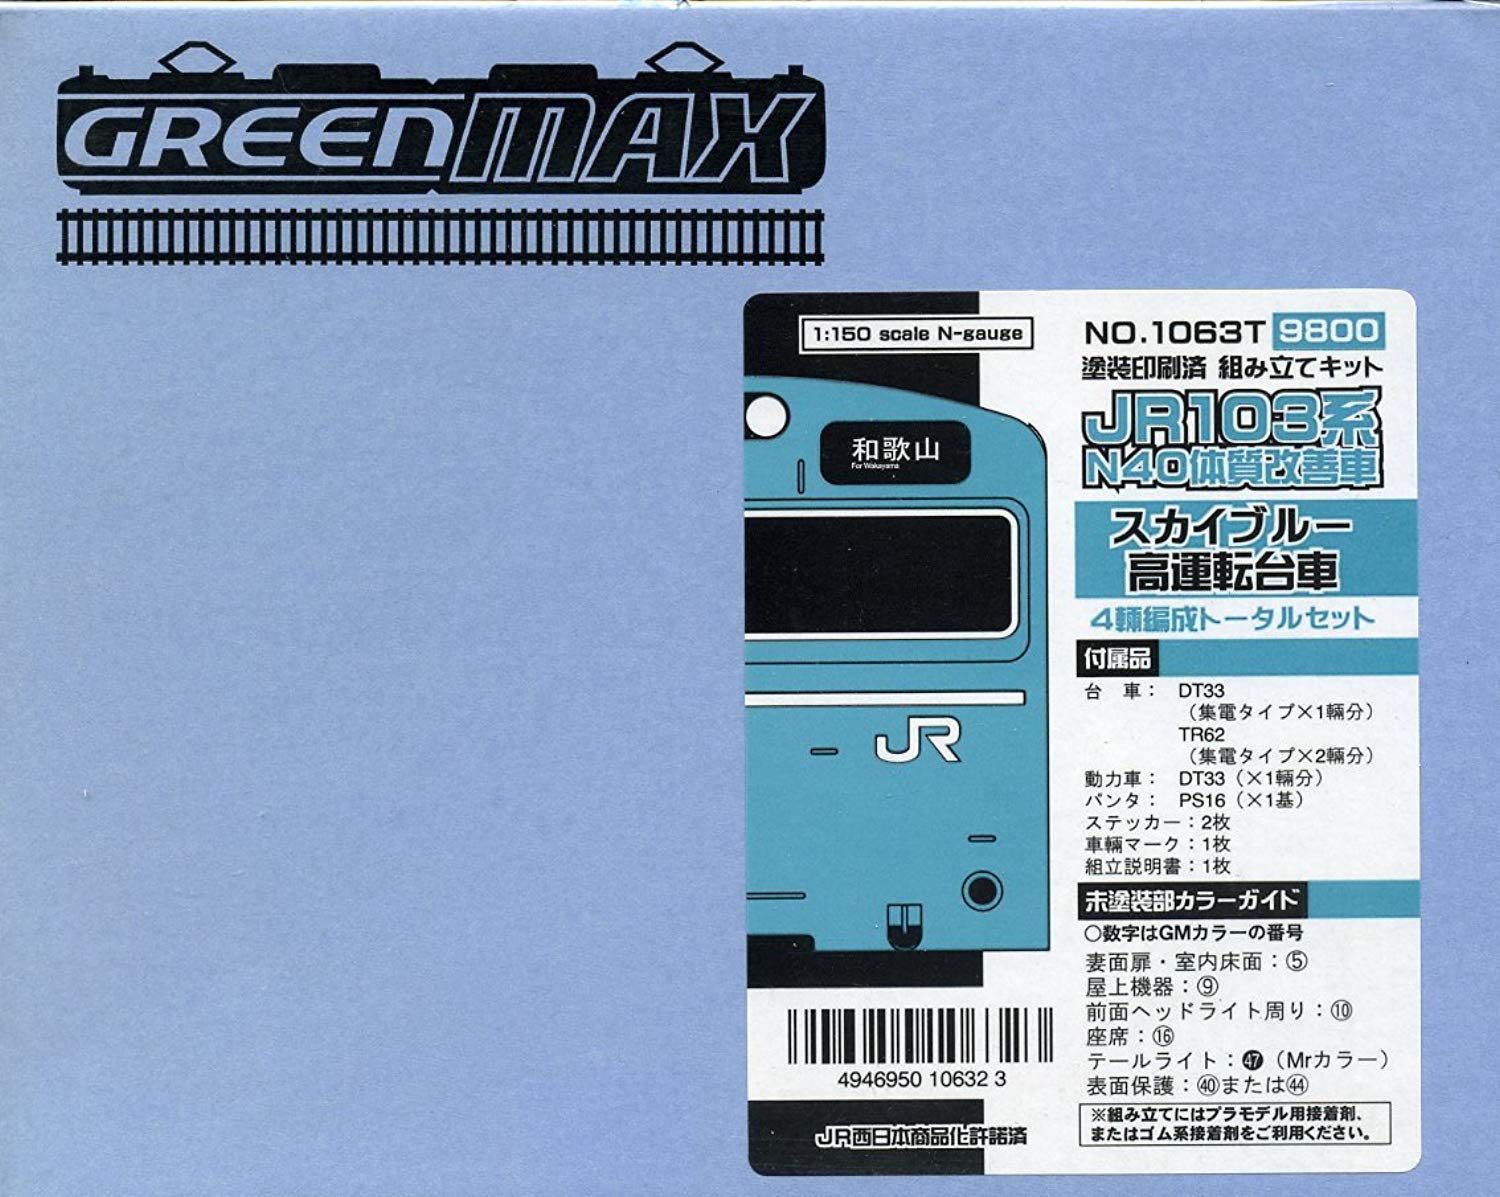 GREENMAX
1:150 scale N-gauge
NO.1063T 9800
塗装印刷済 組み立てキット
JR103系
N40体質改善車
スカイブルー
高運転台車
4輛編成トータルセット
和歌山
For Wakayama
JR
付属品
台　車： DT33
（集電タイプ×1輛分）
TR62
（集電タイプ×2輛分）
動力車： DT33（×1輛分）
パンタ： PS16（×1基）
ステッカー：2枚
車輛マーク：1枚
組立説明書：1枚
未塗装部カラーガイド
○数字はGMカラーの番号
妻面扉・室内床面：⑤
屋上機器：⑨
前面ヘッドライト周り：⑩
座席：⑯
テールライト：㊼（Mrカラー）
表面保護：㊵または㊹
※組み立てにはプラモデル用接着剤、
またはゴム系接着剤をご利用ください。
4946950 10632 3
JR西日本商品化許諾済